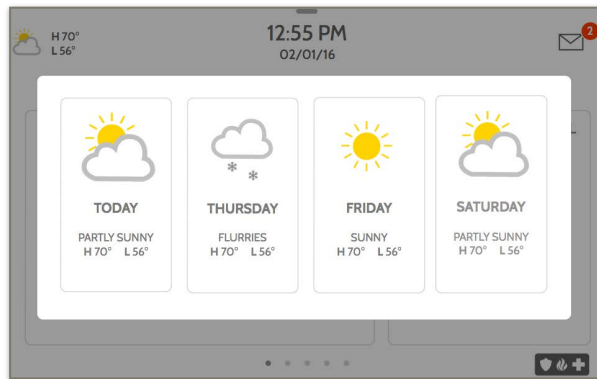 H 70°
L 56°
12:55 PM
02/01/16
2
TODAY
PARTLY SUNNY
H 70° L 56°
THURSDAY
FLURRIES
H 70° L 56°
FRIDAY
SUNNY
H 70° L 56°
SATURDAY
PARTLY SUNNY
H 70° L 56°